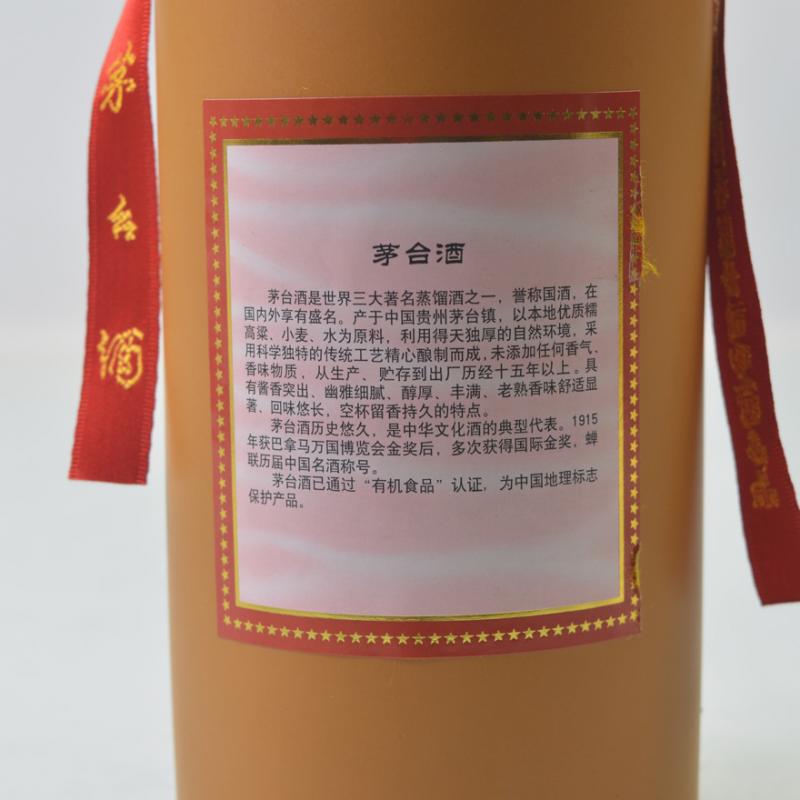 茅台酒
茅台酒
茅台酒是世界三大著名蒸馏酒之一，誉称国酒，在
国内外享有盛名。产于中国贵州茅台镇，以本地优质糯
高粱、小麦、水为原料，利用得天独厚的自然环境，采
用科学独特的传统工艺精心酿制而成，未添加任何香气、
香味物质，从生产、贮存到出厂历经十五年以上。具
有酱香突出、幽雅细腻、醇厚、丰满、老熟香味舒适显
著、回味悠长，空杯留香持久的特点。
茅台酒历史悠久，是中华文化酒的典型代表。1915
年获巴拿马万国博览会金奖后，多次获得国际金奖，蝉
联历届中国名酒称号。
茅台酒已通过“有机食品”认证，为中国地理标志
保护产品。